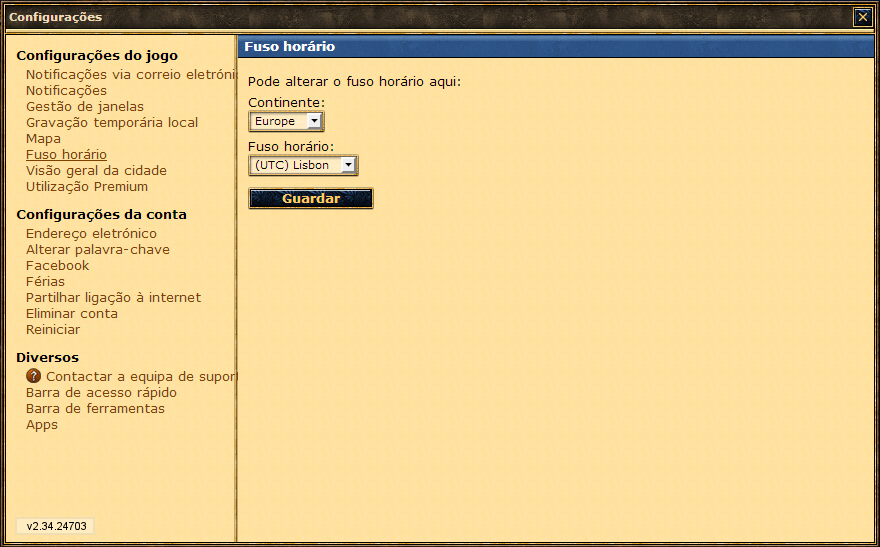 Configurações
Configurações do jogo
Notificações via correio eletróni
Notificações
Gestão de janelas
Gravação temporária local
Mapa
Fuso horário
Visão geral da cidade
Utilização Premium
Configurações da conta
Endereço eletrónico
Alterar palavra-chave
Facebook
Férias
Partilhar ligação à internet
Eliminar conta
Reiniciar
Diversos
? Contactar a equipa de supor
Barra de acesso rápido
Barra de ferramentas
Apps
v2.34.24703
Fuso horário
Pode alterar o fuso horário aqui:
Continente:
Europe
Fuso horário:
(UTC) Lisbon
Guardar